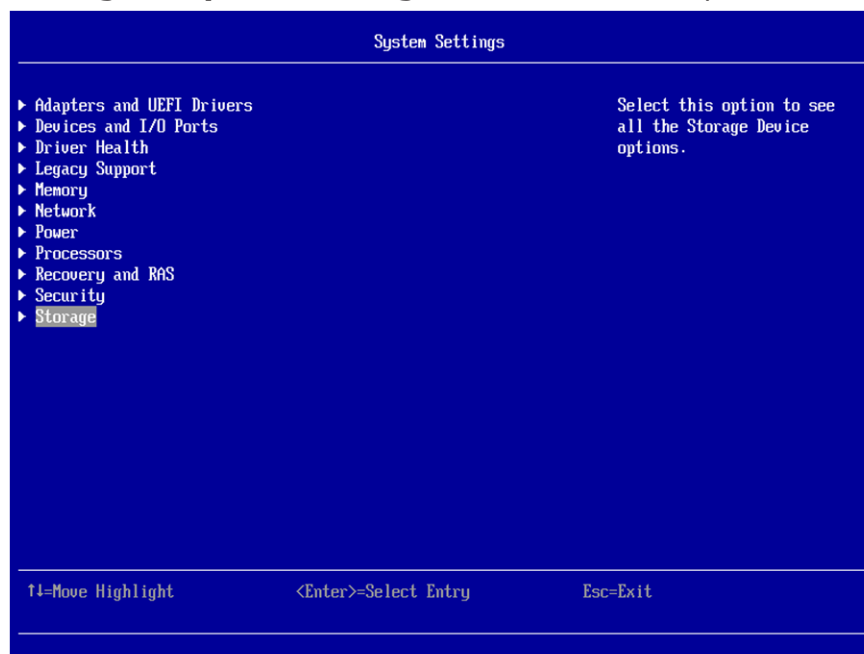 System Settings
▶ Adapters and UEFI Drivers
▶ Devices and I/O Ports
▶ Driver Health
▶ Legacy Support
▶ Memory
▶ Network
▶ Power
▶ Processors
▶ Recovery and RAS
▶ Security
▶ Storage
Select this option to see
all the Storage Device
options.
↑↓=Move Highlight <Enter>=Select Entry Esc=Exit